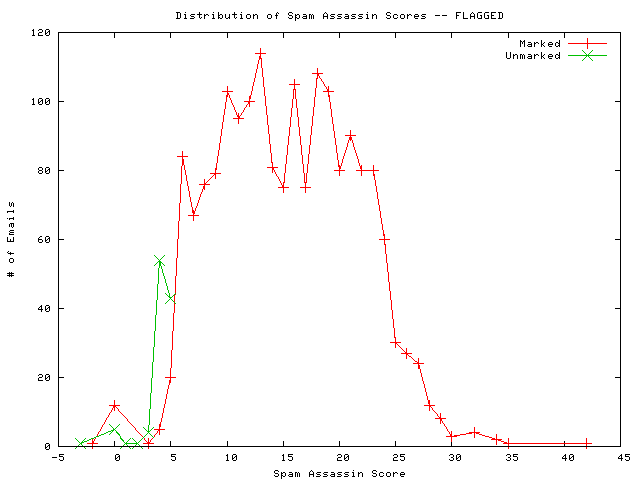 Distribution of Spam Assassin Scores -- FLAGGED
Marked
Unmarked
120
100
80
60
40
20
0
# of Emails
-5 0 5 10 15 20 25 30 35 40 45
Spam Assassin Score